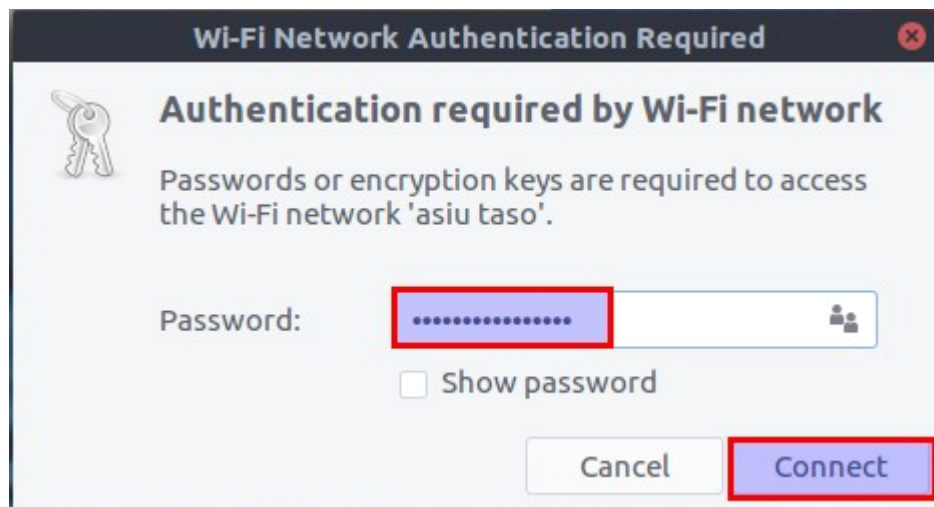 Wi-Fi Network Authentication Required
Authentication required by Wi-Fi network
Passwords or encryption keys are required to access
the Wi-Fi network 'asiu taso'.
Password: ••••••••••••••••
Show password
Cancel Connect